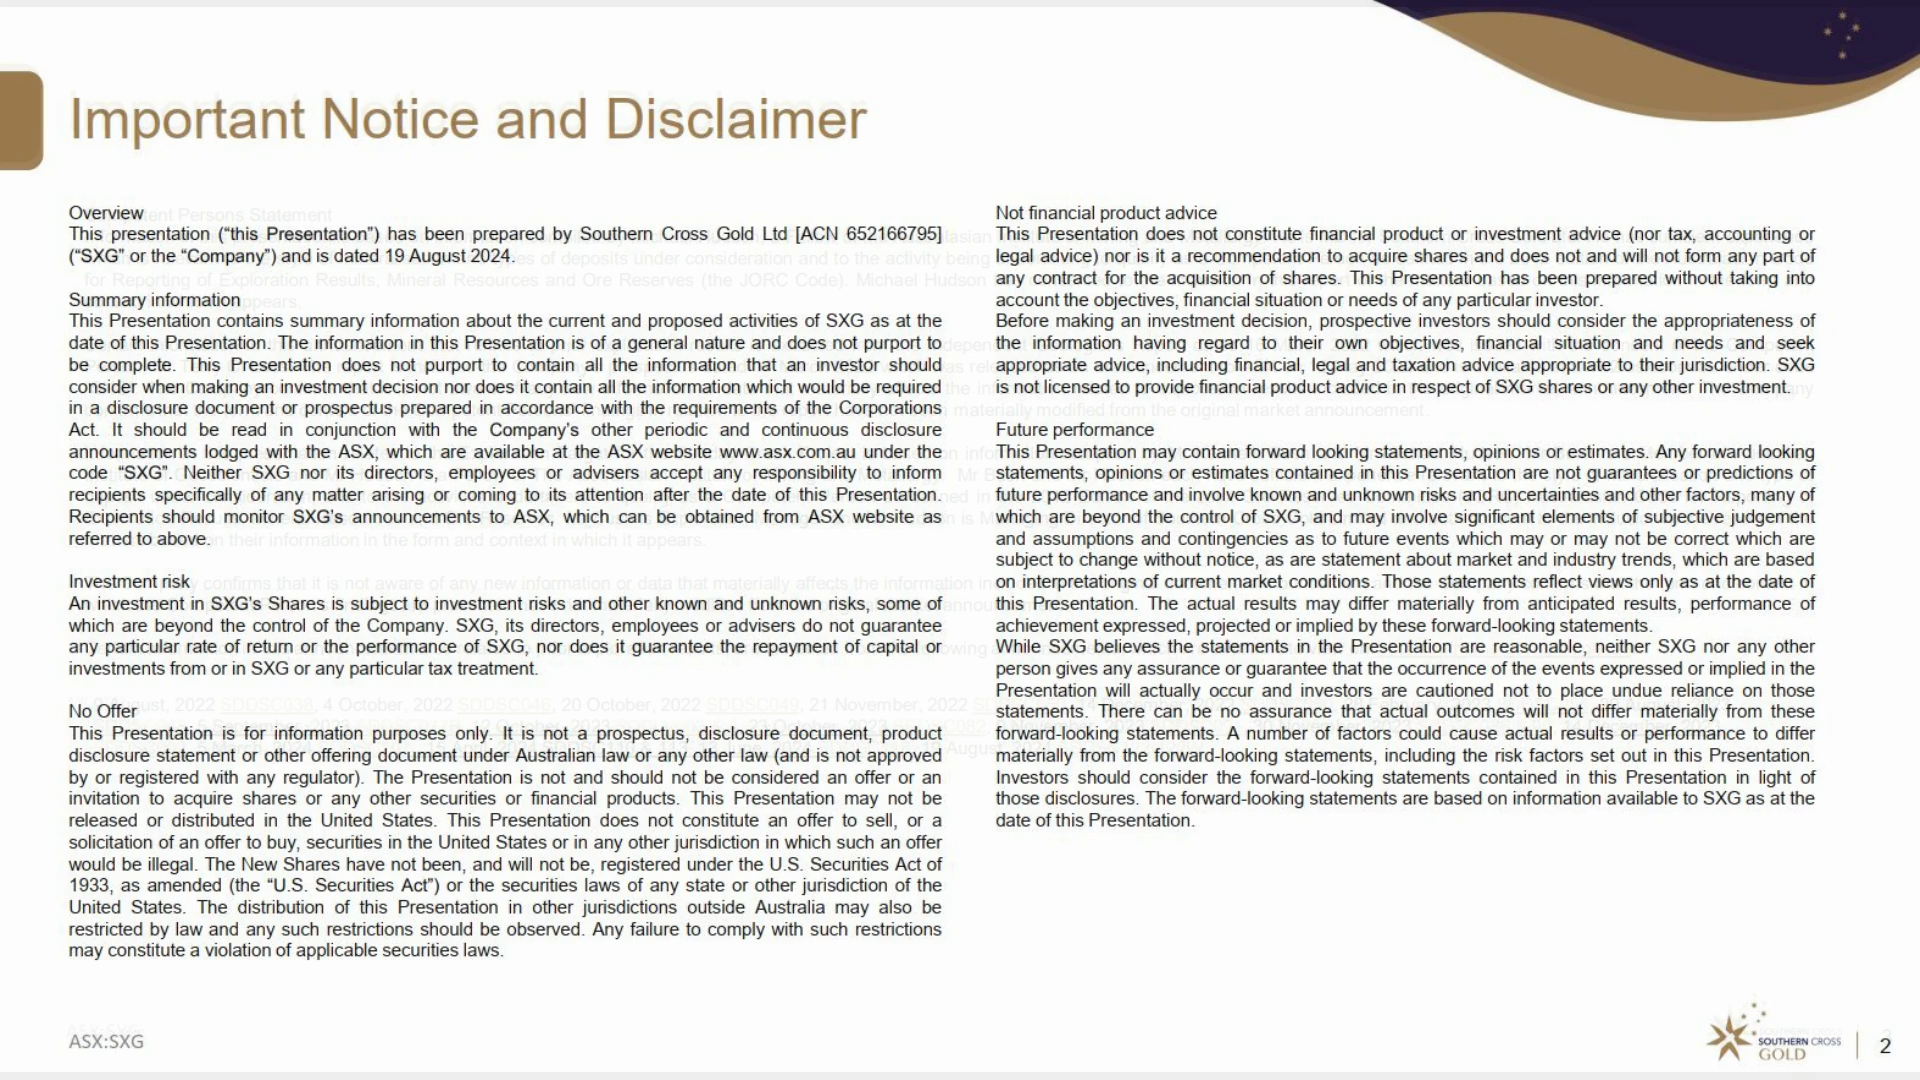 Important Notice and Disclaimer
Overview
This presentation (“this Presentation”) has been prepared by Southern Cross Gold Ltd [ACN 652166795]
(“SXG” or the “Company”) and is dated 19 August 2024.
Summary information
This Presentation contains summary information about the current and proposed activities of SXG as at the
date of this Presentation. The information in this Presentation is of a general nature and does not purport to
be complete. This Presentation does not purport to contain all the information that an investor should
consider when making an investment decision nor does it contain all the information which would be required
in a disclosure document or prospectus prepared in accordance with the requirements of the Corporations
Act. It should be read in conjunction with the Company’s other periodic and continuous disclosure
announcements lodged with the ASX, which are available at the ASX website www.asx.com.au under the
code “SXG”. Neither SXG nor its directors, employees or advisers accept any responsibility to inform
recipients specifically of any matter arising or coming to its attention after the date of this Presentation.
Recipients should monitor SXG’s announcements to ASX, which can be obtained from ASX website as
referred to above.
Investment risk
An investment in SXG’s Shares is subject to investment risks and other known and unknown risks, some of
which are beyond the control of the Company. SXG, its directors, employees or advisers do not guarantee
any particular rate of return or the performance of SXG, nor does it guarantee the repayment of capital or
investments from or in SXG or any particular tax treatment.
No Offer
This Presentation is for information purposes only. It is not a prospectus, disclosure document, product
disclosure statement or other offering document under Australian law or any other law (and is not approved
by or registered with any regulator). The Presentation is not and should not be considered an offer or an
invitation to acquire shares or any other securities or financial products. This Presentation may not be
released or distributed in the United States. This Presentation does not constitute an offer to sell, or a
solicitation of an offer to buy, securities in the United States or in any other jurisdiction in which such an offer
would be illegal. The New Shares have not been, and will not be, registered under the U.S. Securities Act of
1933, as amended (the “U.S. Securities Act”) or the securities laws of any state or other jurisdiction of the
United States. The distribution of this Presentation in other jurisdictions outside Australia may also be
restricted by law and any such restrictions should be observed. Any failure to comply with such restrictions
may constitute a violation of applicable securities laws.
Not financial product advice
This Presentation does not constitute financial product or investment advice (nor tax, accounting or
legal advice) nor is it a recommendation to acquire shares and does not and will not form any part of
any contract for the acquisition of shares. This Presentation has been prepared without taking into
account the objectives, financial situation or needs of any particular investor.
Before making an investment decision, prospective investors should consider the appropriateness of
the information having regard to their own objectives, financial situation and needs and seek
appropriate advice, including financial, legal and taxation advice appropriate to their jurisdiction. SXG
is not licensed to provide financial product advice in respect of SXG shares or any other investment.
Future performance
This Presentation may contain forward looking statements, opinions or estimates. Any forward looking
statements, opinions or estimates contained in this Presentation are not guarantees or predictions of
future performance and involve known and unknown risks and uncertainties and other factors, many of
which are beyond the control of SXG, and may involve significant elements of subjective judgement
and assumptions and contingencies as to future events which may or may not be correct which are
subject to change without notice, as are statement about market and industry trends, which are based
on interpretations of current market conditions. Those statements reflect views only as at the date of
this Presentation. The actual results may differ materially from anticipated results, performance of
achievement expressed, projected or implied by these forward-looking statements.
While SXG believes the statements in the Presentation are reasonable, neither SXG nor any other
person gives any assurance or guarantee that the occurrence of the events expressed or implied in the
Presentation will actually occur and investors are cautioned not to place undue reliance on those
statements. There can be no assurance that actual outcomes will not differ materially from these
forward-looking statements. A number of factors could cause actual results or performance to differ
materially from the forward-looking statements, including the risk factors set out in this Presentation.
Investors should consider the forward-looking statements contained in this Presentation in light of
those disclosures. The forward-looking statements are based on information available to SXG as at the
date of this Presentation.
ASX:SXG
SOUTHERN CROSS
GOLD
2